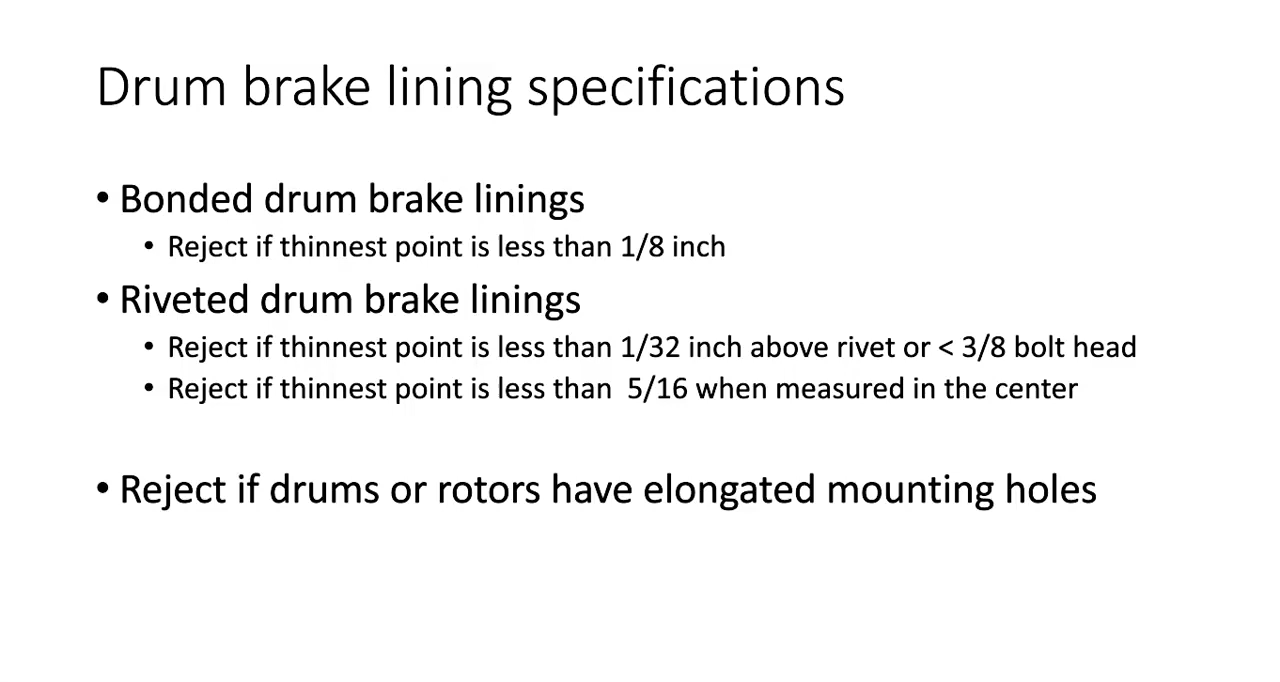 Drum brake lining specifications
• Bonded drum brake linings
• Reject if thinnest point is less than 1/8 inch
• Riveted drum brake linings
• Reject if thinnest point is less than 1/32 inch above rivet or < 3/8 bolt head
• Reject if thinnest point is less than  5/16 when measured in the center
• Reject if drums or rotors have elongated mounting holes